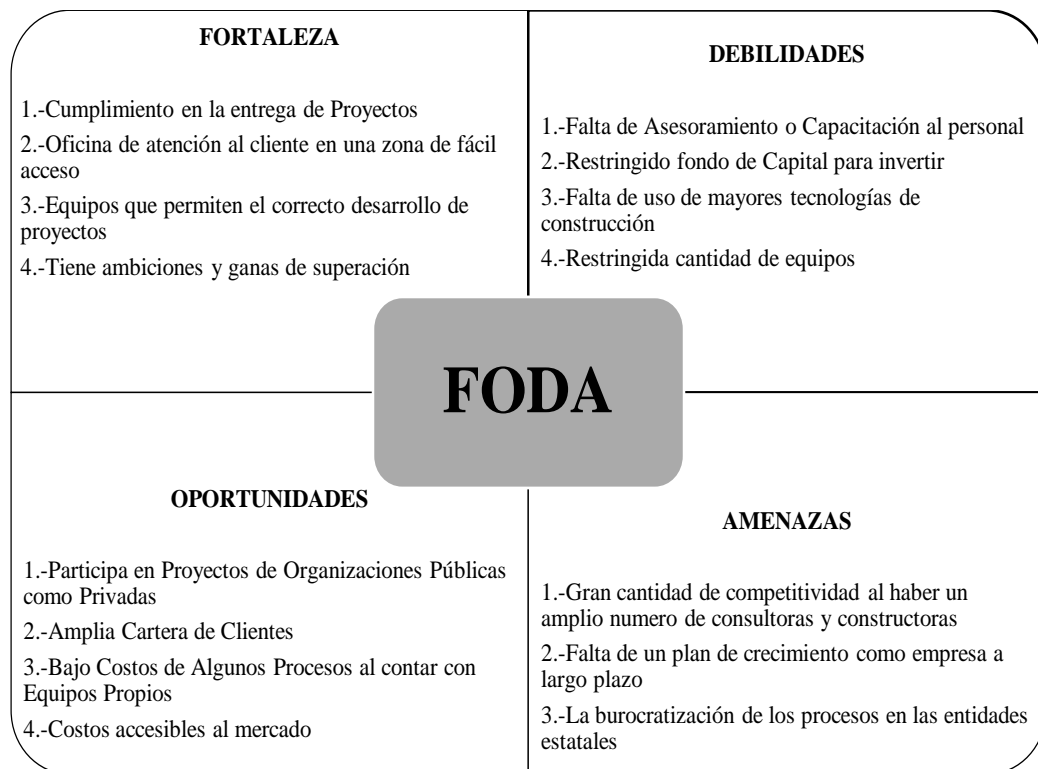 FORTALEZA
1.-Cumplimiento en la entrega de Proyectos
2.-Oficina de atención al cliente en una zona de fácil
acceso
3.-Equipos que permiten el correcto desarrollo de
proyectos
4.-Tiene ambiciones y ganas de superación
DEBILIDADES
1.-Falta de Asesoramiento o Capacitación al personal
2.-Restringido fondo de Capital para invertir
3.-Falta de uso de mayores tecnologías de
construcción
4.-Restringida cantidad de equipos
FODA
OPORTUNIDADES
1.-Participa en Proyectos de Organizaciones Públicas
como Privadas
2.-Amplia Cartera de Clientes
3.-Bajo Costos de Algunos Procesos al contar con
Equipos Propios
4.-Costos accesibles al mercado
AMENAZAS
1.-Gran cantidad de competitividad al haber un
amplio numero de consultoras y constructoras
2.-Falta de un plan de crecimiento como empresa a
largo plazo
3.-La burocratización de los procesos en las entidades
estatales